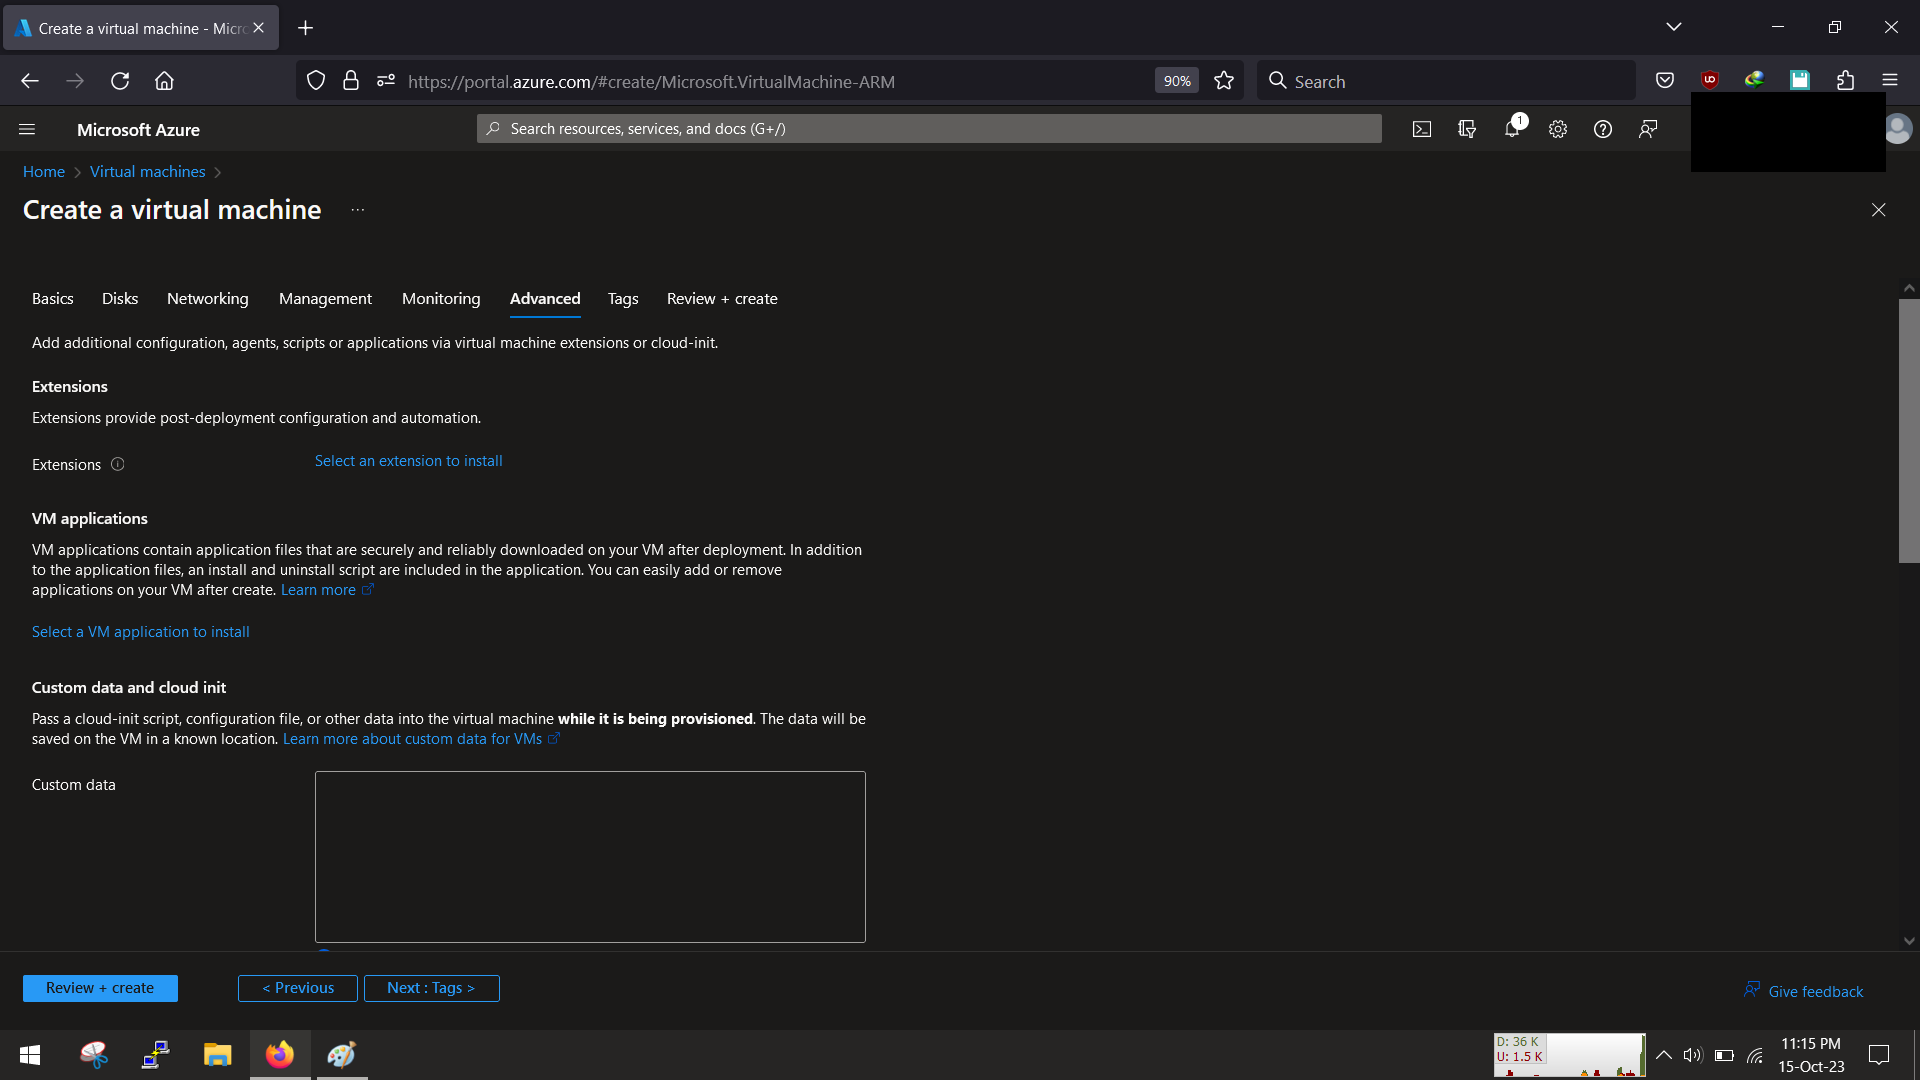 Create a virtual machine - Micro
https://portal.azure.com/#create/Microsoft.VirtualMachine-ARM
90%
Search
Microsoft Azure
Search resources, services, and docs (G+/)
1
Home > Virtual machines >
Create a virtual machine ...
Basics Disks Networking Management Monitoring Advanced Tags Review + create
Add additional configuration, agents, scripts or applications via virtual machine extensions or cloud-init.
Extensions
Extensions provide post-deployment configuration and automation.
Extensions
Select an extension to install
VM applications
VM applications contain application files that are securely and reliably downloaded on your VM after deployment. In addition
to the application files, an install and uninstall script are included in the application. You can easily add or remove
applications on your VM after create. Learn more
Select a VM application to install
Custom data and cloud init
Pass a cloud-init script, configuration file, or other data into the virtual machine while it is being provisioned. The data will be
saved on the VM in a known location. Learn more about custom data for VMs
Custom data
Review + create
< Previous
Next : Tags >
Give feedback
D: 36 K
U: 1.5 K
11:15 PM
15-Oct-23